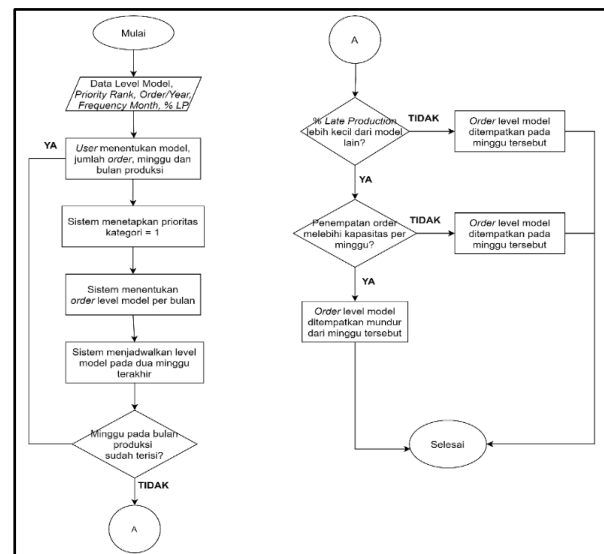 Mulai
Data Level Model,
Priority Rank, Order/Year,
Frequency Month, % LP
YA
User menentukan model,
jumlah order, minggu dan
bulan produksi
Sistem menetapkan prioritas
kategori = 1
Sistem menentukan
order level model per bulan
Sistem menjadwalkan level
model pada dua minggu
terakhir
Minggu pada bulan
produksi
sudah terisi?
TIDAK
A
A
% Late Production
lebih kecil dari model
lain?
TIDAK
Order level model
ditempatkan pada
minggu tersebut
YA
Penempatan order
melebihi kapasitas per
minggu?
TIDAK
Order level model
ditempatkan pada
minggu tersebut
YA
Order level model
ditempatkan mundur
dari minggu tersebut
Selesai